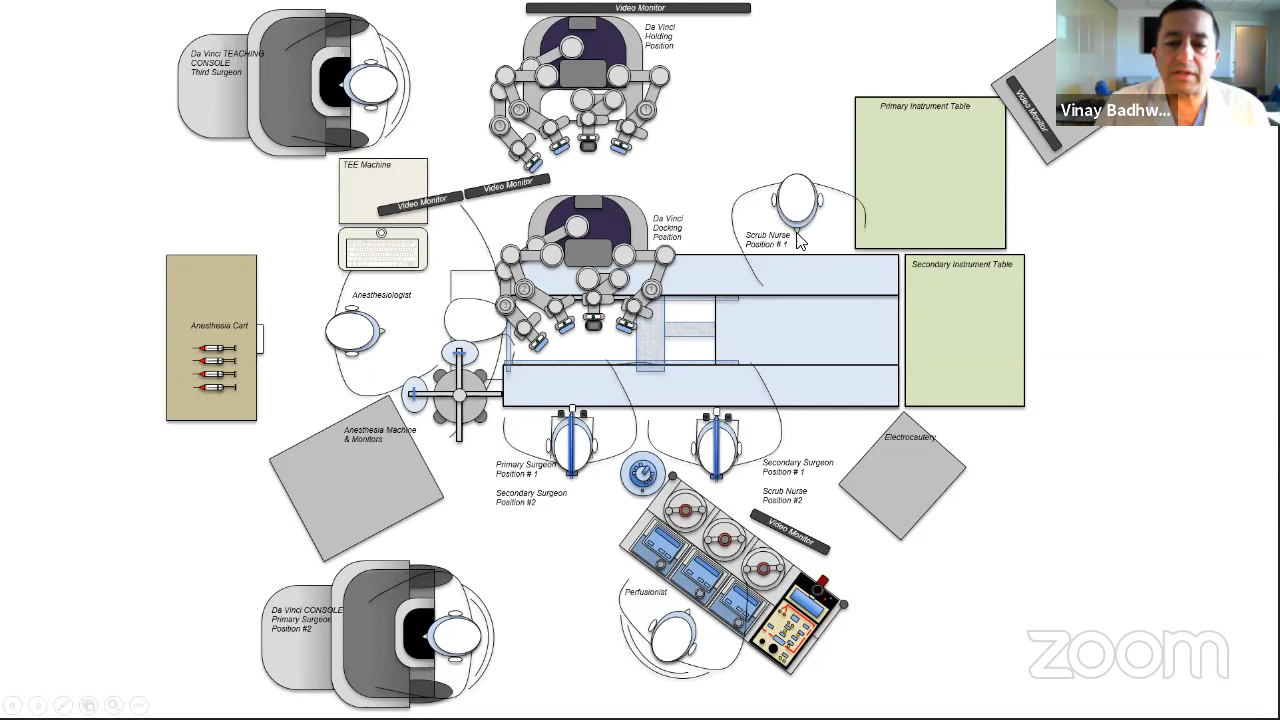 Video Monitor
Da Vinci
Holding
Position
Da Vinci TEACHING
CONSOLE
Third Surgeon
Primary Instrument Table
Video Monitor
Vinay Badhw...
TEE Machine
Video Monitor
Video Monitor
Da Vinci
Docking
Position
Scrub Nurse
Position # 1
Secondary Instrument Table
Anesthesiologist
Anesthesia Cart
Anesthesia Machine
& Monitors
Electrocautery
Primary Surgeon
Position # 1
Secondary Surgeon
Position #2
Secondary Surgeon
Position # 1
Scrub Nurse
Position #2
Video Monitor
Perfusionist
Da Vinci CONSOLE
Primary Surgeon
Position #2
zoom